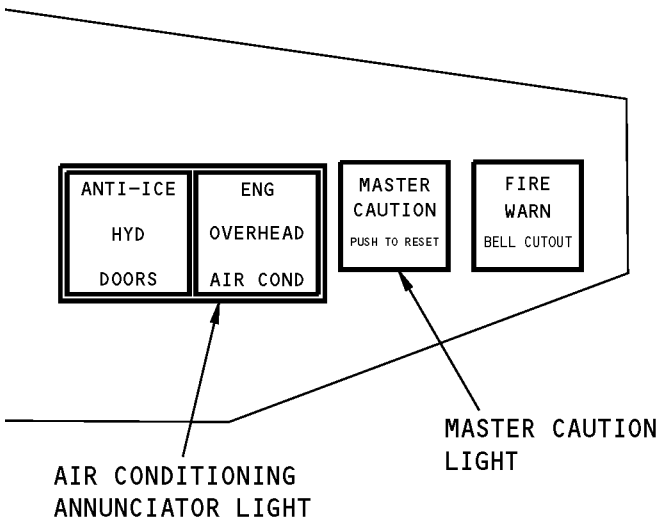 ANTI-ICE
HYD
DOORS
ENG
OVERHEAD
AIR COND
MASTER
CAUTION
PUSH TO RESET
FIRE
WARN
BELL CUTOUT
MASTER CAUTION
LIGHT
AIR CONDITIONING
ANNUNCIATOR LIGHT